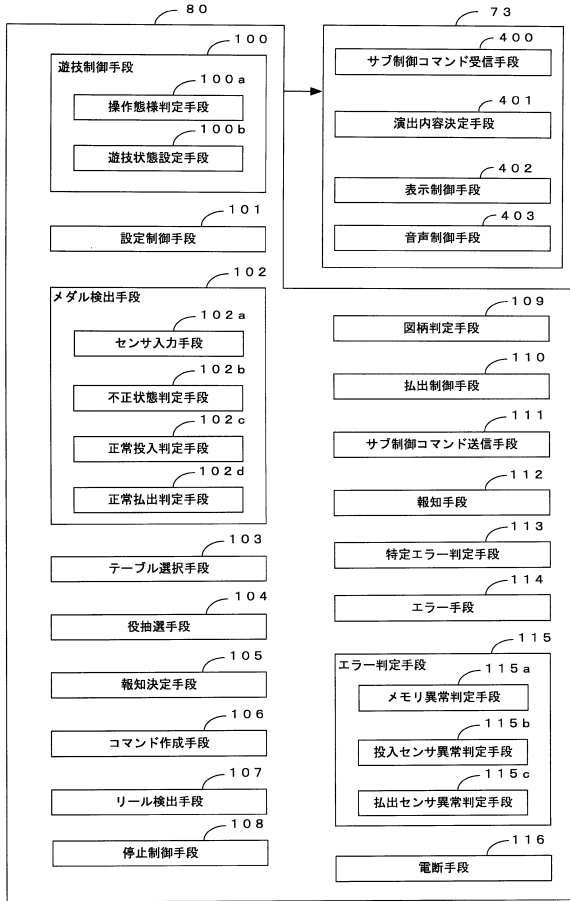 80
100
遊技制御手段
100a
操作態様判定手段
100b
遊技状態設定手段
101
設定制御手段
102
メダル検出手段
102a
センサ入力手段
102b
不正状態判定手段
102c
正常投入判定手段
102d
正常払出判定手段
103
テーブル選択手段
104
役抽選手段
105
報知決定手段
106
コマンド作成手段
107
リール検出手段
108
停止制御手段
73
400
サブ制御コマンド受信手段
401
演出内容決定手段
402
表示制御手段
403
音声制御手段
109
図柄判定手段
110
払出制御手段
111
サブ制御コマンド送信手段
112
報知手段
113
特定エラー判定手段
114
エラー手段
115
エラー判定手段
115a
メモリ異常判定手段
115b
投入センサ異常判定手段
115c
払出センサ異常判定手段
116
電断手段